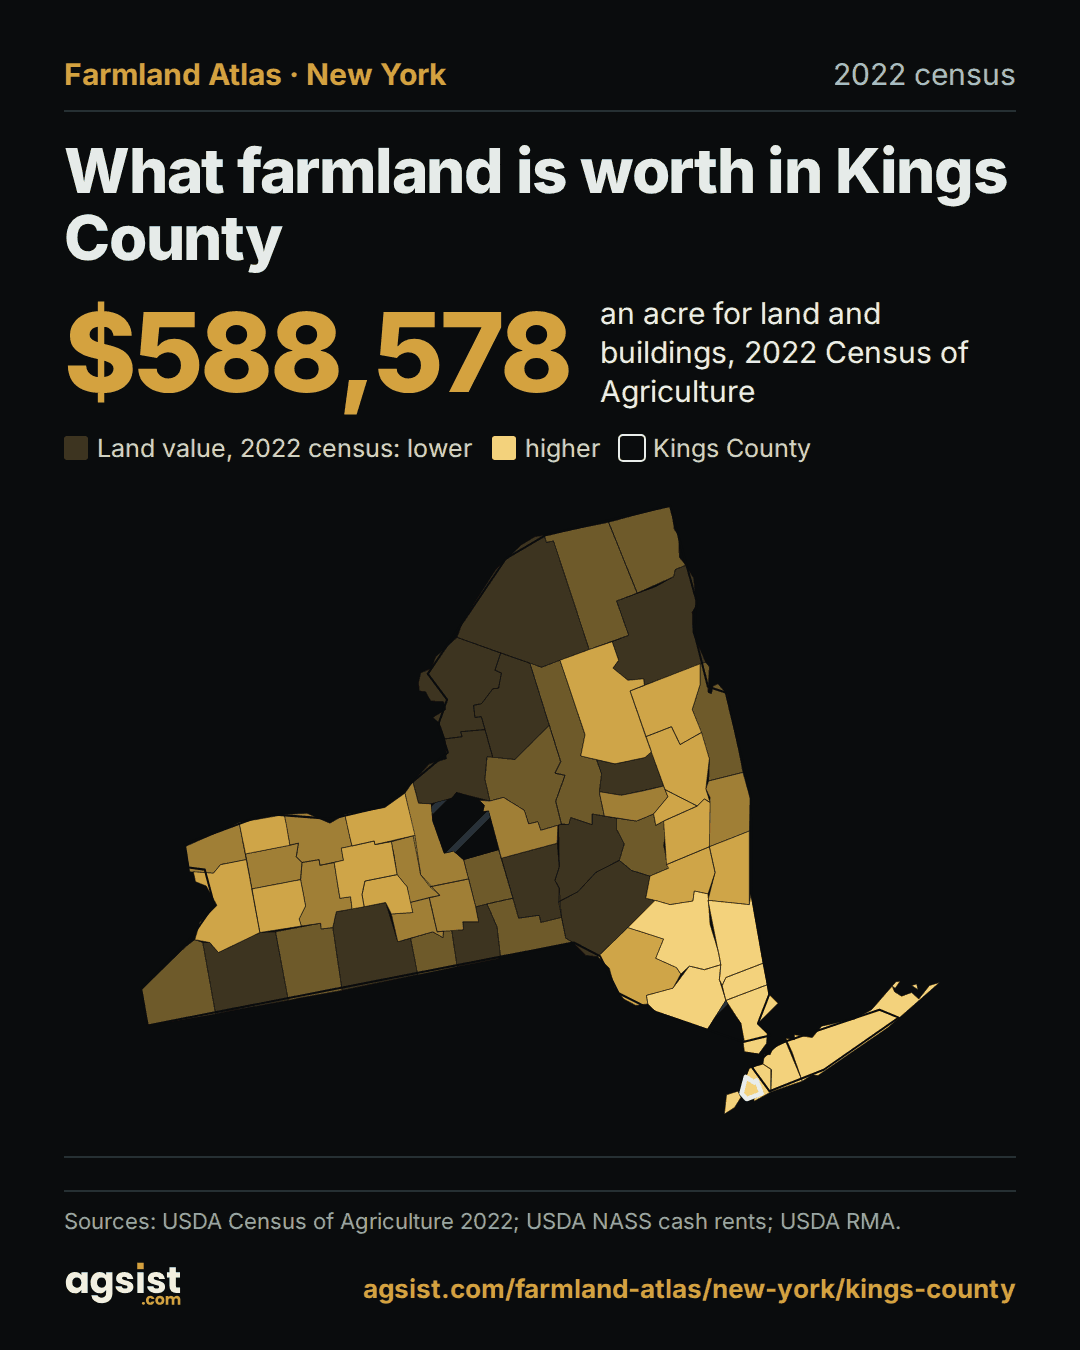 Farmland Atlas · New York
2022 census
What farmland is worth in Kings
County
$588,578
an acre for land and
buildings, 2022 Census of
Agriculture
Land value, 2022 census: lower
higher
Kings County
Sources: USDA Census of Agriculture 2022; USDA NASS cash rents; USDA RMA.
agsist
.com
agsist.com/farmland-atlas/new-york/kings-county